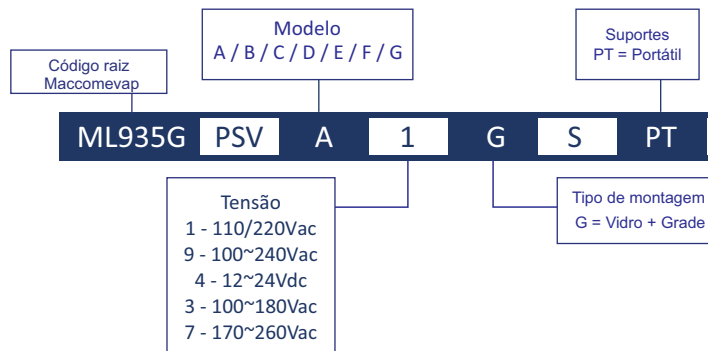 Modelo
A / B / C / D / E / F / G
Suportes
PT = Portátil
Código raiz
Maccomevap
ML935G PSV A 1 G S PT
Tensão
1 - 110/220Vac
9 - 100~240Vac
4 - 12~24Vdc
3 - 100~180Vac
7 - 170~260Vac
Tipo de montagem
G = Vidro + Grade